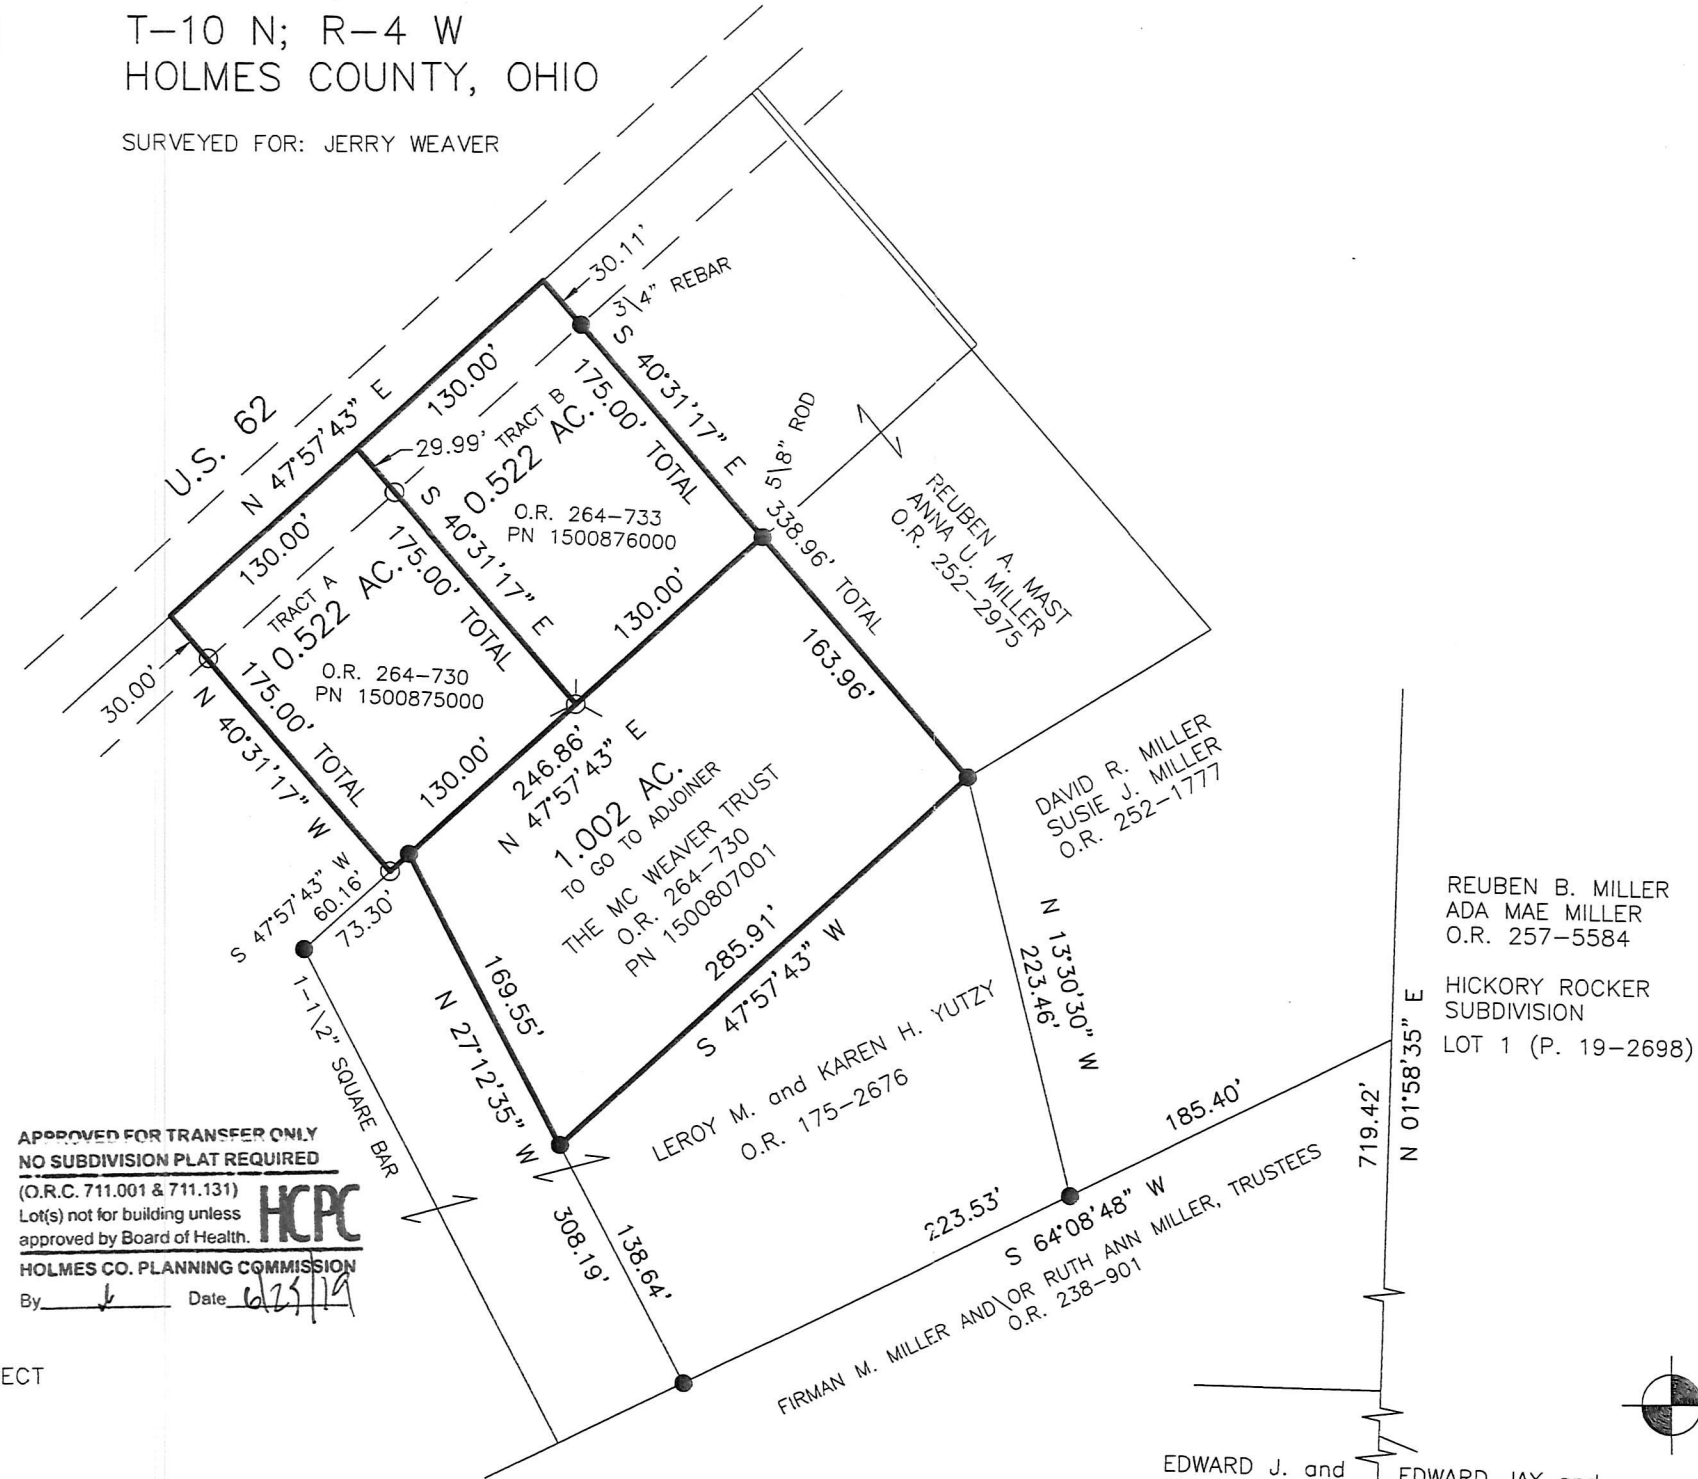 T-10 N; R-4 W
HOLMES COUNTY, OHIO
SURVEYED FOR: JERRY WEAVER
U.S. 62
N 47°57'43" E
130.00'
130.00'
30.11'
3\4" REBAR
S 40°31'17" E
175.00' TOTAL
29.99'
TRACT B
0.522 AC.
O.R. 264-733
PN 1500876000
S 40°31'17" E
175.00' TOTAL
130.00'
5\8" ROD
338.96' TOTAL
163.96'
REUBEN A. MAST
ANNA U. MILLER
O.R. 252-2975
TRACT A
0.522 AC.
O.R. 264-730
PN 1500875000
30.00'
175.00' TOTAL
N 40°31'17" W
130.00'
246.86'
N 47°57'43" E
1.002 AC.
TO GO TO ADJOINER
THE MC WEAVER TRUST
O.R. 264-730
PN 1500807001
285.91'
S 47°57'43" W
S 47°57'43" W
60.16'
73.30'
1-1\2" SQUARE BAR
169.55'
N 27°12'35" W
308.19'
138.64'
DAVID R. MILLER
SUSIE J. MILLER
O.R. 252-1777
N 13°30'30" W
223.46'
LEROY M. and KAREN H. YUTZY
O.R. 175-2676
REUBEN B. MILLER
ADA MAE MILLER
O.R. 257-5584
HICKORY ROCKER
SUBDIVISION
LOT 1 (P. 19-2698)
719.42'
N 01°58'35" E
185.40'
223.53'
S 64°08'48" W
FIRMAN M. MILLER AND\OR RUTH ANN MILLER, TRUSTEES
O.R. 238-901
APPROVED FOR TRANSFER ONLY
NO SUBDIVISION PLAT REQUIRED
(O.R.C. 711.001 & 711.131)
Lot(s) not for building unless
approved by Board of Health.
HCPC
HOLMES CO. PLANNING COMMISSION
By Date 6/25/19
ECT
EDWARD J. and
EDWARD JAY and